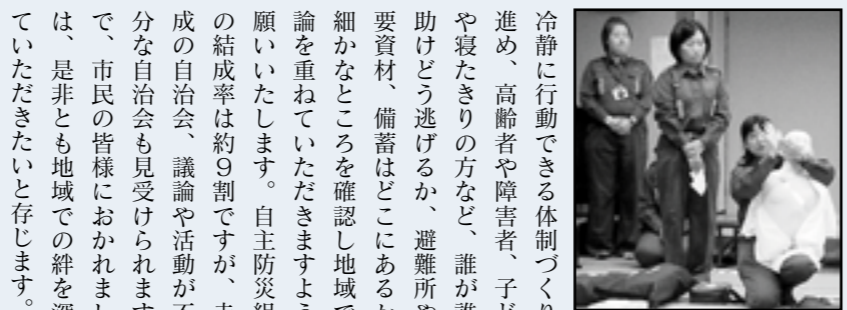 冷静に行動できる体制づくり
進め、高齢者や障害者、子ど
や寝たきりの方など、誰が誰
助けどう逃げるか、避難所や
要資材、備蓄はどこにあるか
細かなところを確認し地域で
論を重ねていただきますよう
願いいたします。自主防災組
の結成率は約9割ですが、未
成の自治会、議論や活動が不
分な自治会も見受けられます
で、市民の皆様におかれまし
は、是非とも地域での絆を深
ていただきたいと存じます。